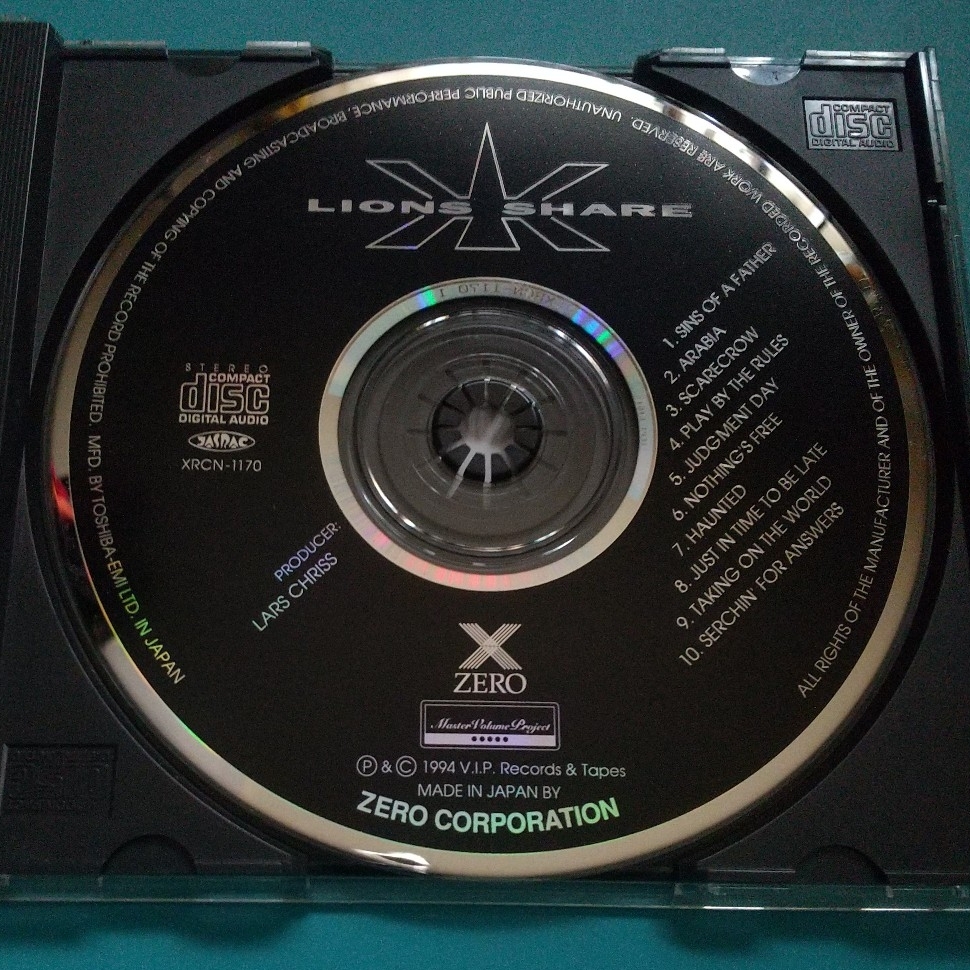 LIONS SHARE
COMPACT
disc
DIGITAL AUDIO
STEREO
COMPACT
disc
DIGITAL AUDIO
JASRAC
XRCN-1170
PRODUCER:
LARS CHRISS
1. SINS OF A FATHER
2. ARABIA
3. SCARECROW
4. PLAY BY THE RULES
5. JUDGMENT DAY
6. NOTHING'S FREE
7. HAUNTED
8. JUST IN TIME TO BE LATE
9. TAKING ON THE WORLD
10. SERCHIN' FOR ANSWERS
ZERO
Master Volume Project
Ⓟ & © 1994 V.I.P. Records & Tapes
MADE IN JAPAN BY
ZERO CORPORATION
ALL RIGHTS OF THE MANUFACTURER AND OF THE OWNER OF THE RECORDED WORK ARE RESERVED. UNAUTHORIZED PUBLIC PERFORMANCE, BROADCASTING AND COPYING OF THE RECORD PROHIBITED. MFD. BY TOSHIBA-EMI LTD. IN JAPAN